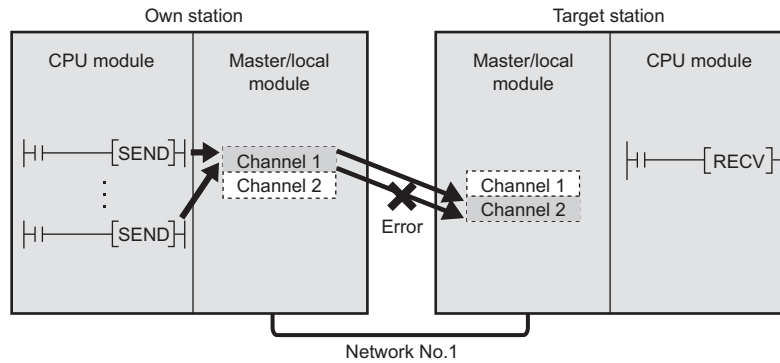 Own station
Target station
CPU module
Master/local
module
Master/local
module
CPU module
SEND
Channel 1
Channel 2
SEND
Error
Channel 1
Channel 2
RECV
Network No.1